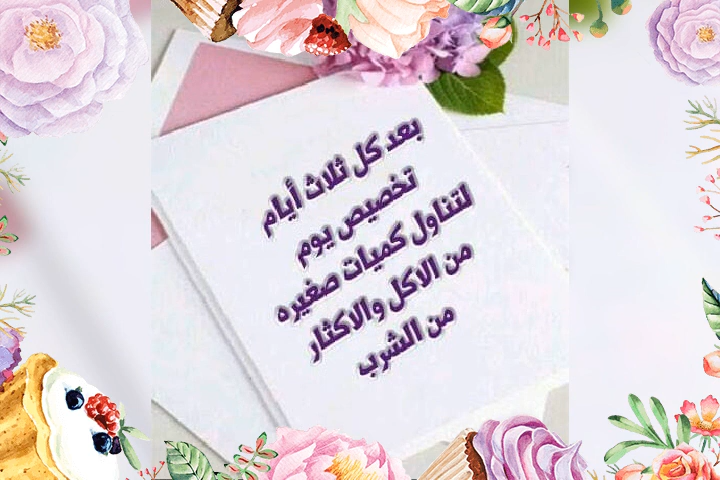 بعد كل ثلاث أيام
تخصيص يوم
لتناول كميات صغيره
من الاكل والاكثار
من الشرب